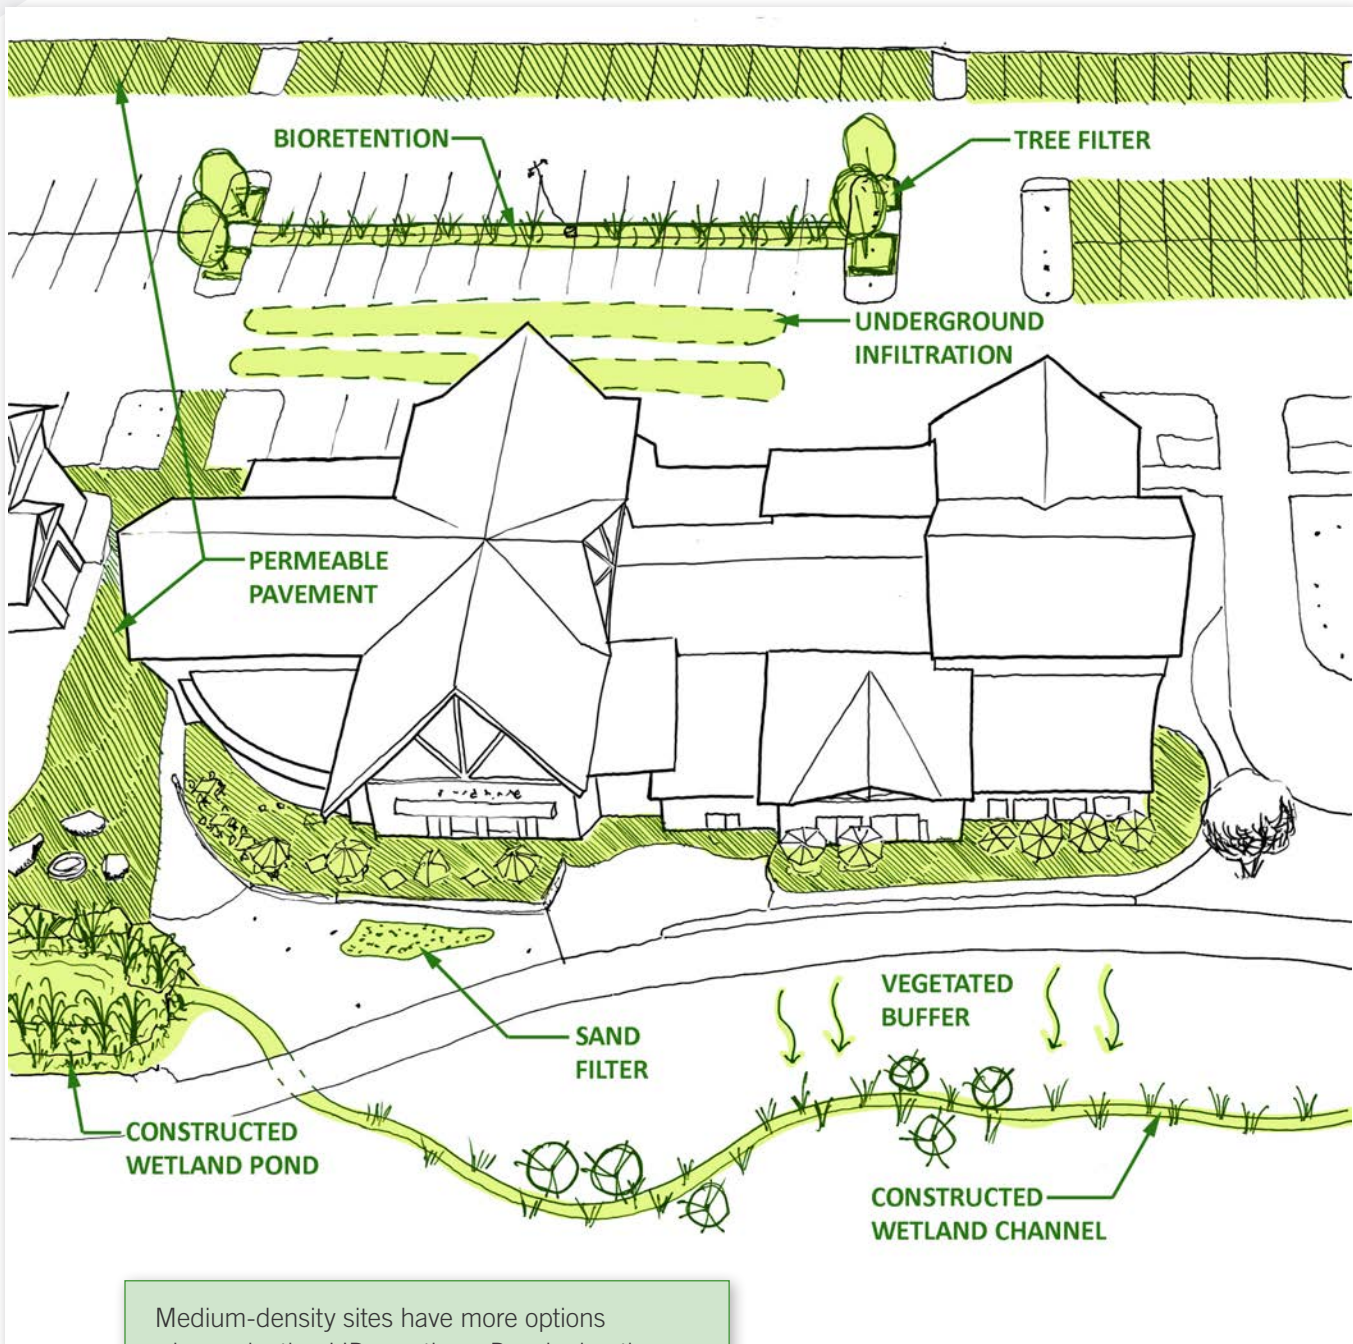 BIORETENTION
TREE FILTER
UNDERGROUND
INFILTRATION
PERMEABLE
PAVEMENT
VEGETATED
BUFFER
SAND
FILTER
CONSTRUCTED
WETLAND POND
CONSTRUCTED
WETLAND CHANNEL
Medium-density sites have more options